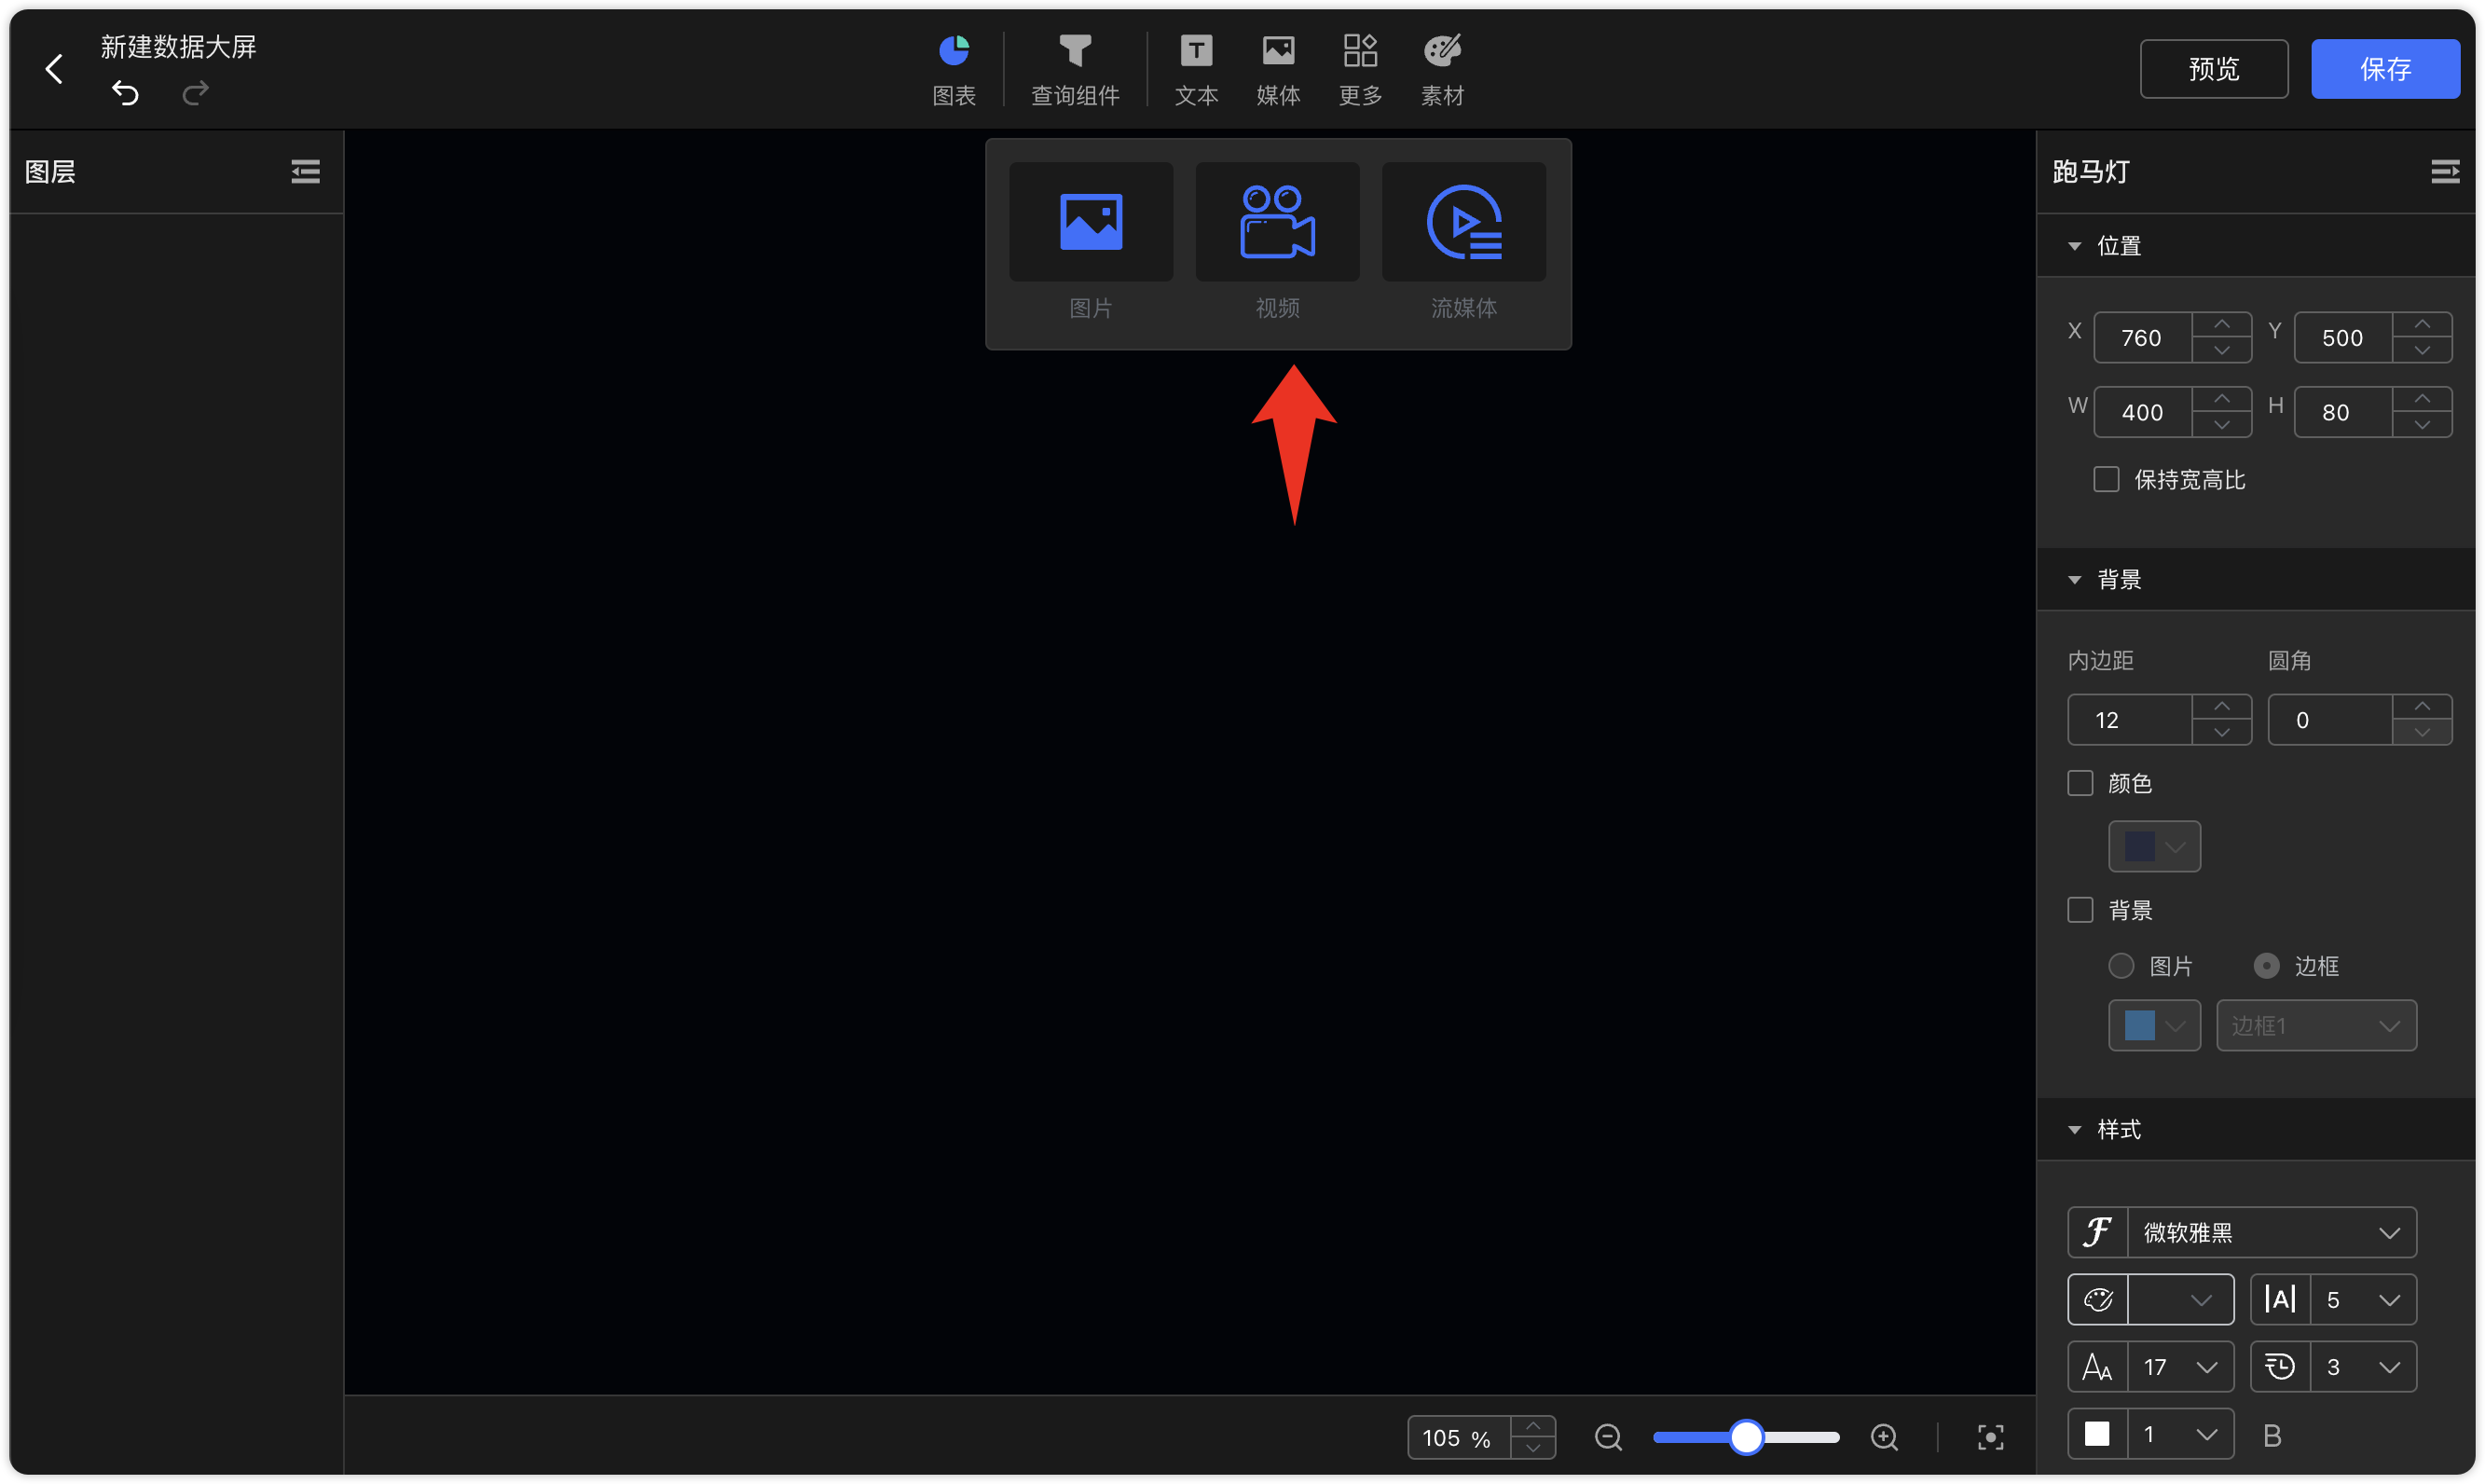 新建数据大屏
图表
查询组件
文本
媒体
更多
素材
预览
保存
图层
图片
视频
流媒体
跑马灯
位置
X 760 Y 500
W 400 H 80
保持宽高比
背景
内边距 圆角
12 0
颜色
背景
图片 边框
边框1
样式
微软雅黑
5
17 3
1 B
105 %